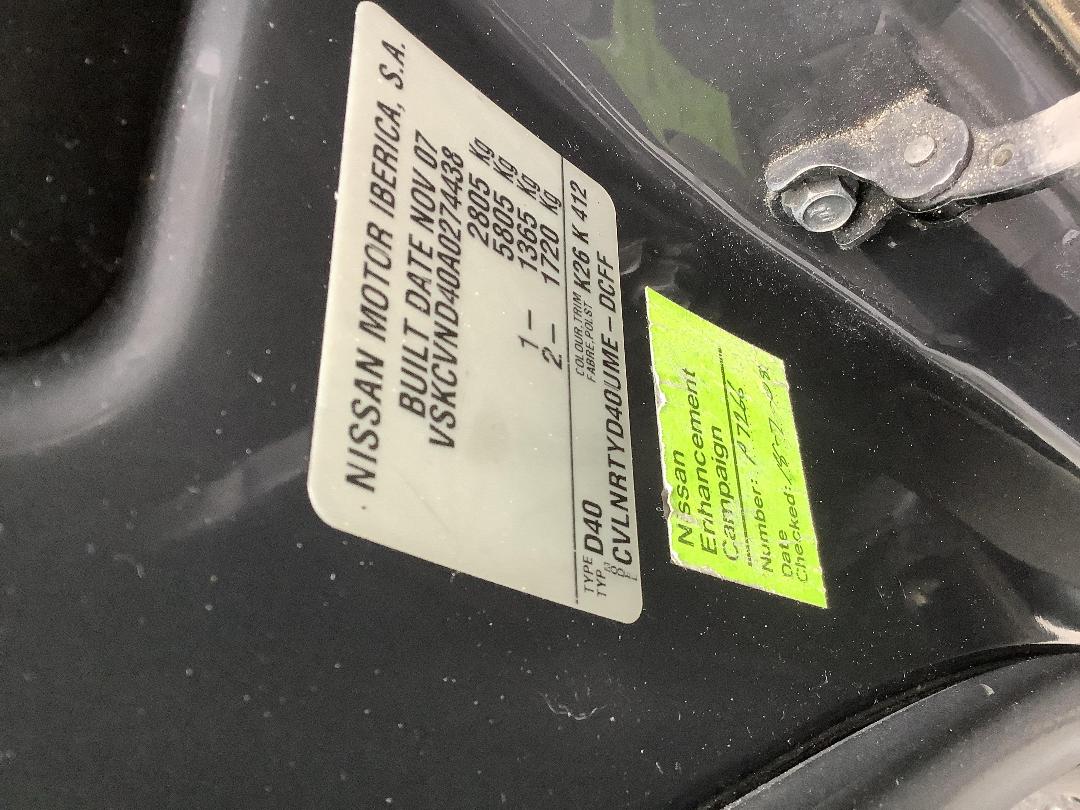 NISSAN MOTOR IBERICA, S.A.
BUILT DATE NOV 07
VSKCVND40A0274438
2805 Kg
5805 Kg
1- 1365 Kg
2- 1720 Kg
TYPE
TYP
D40
COLOUR.TRIM
FABRE.POLST
K26 K 412
CVLNRTYD40UME-DCFF
Nissan
Enhancement
Campaign
Number:
Date
Checked: